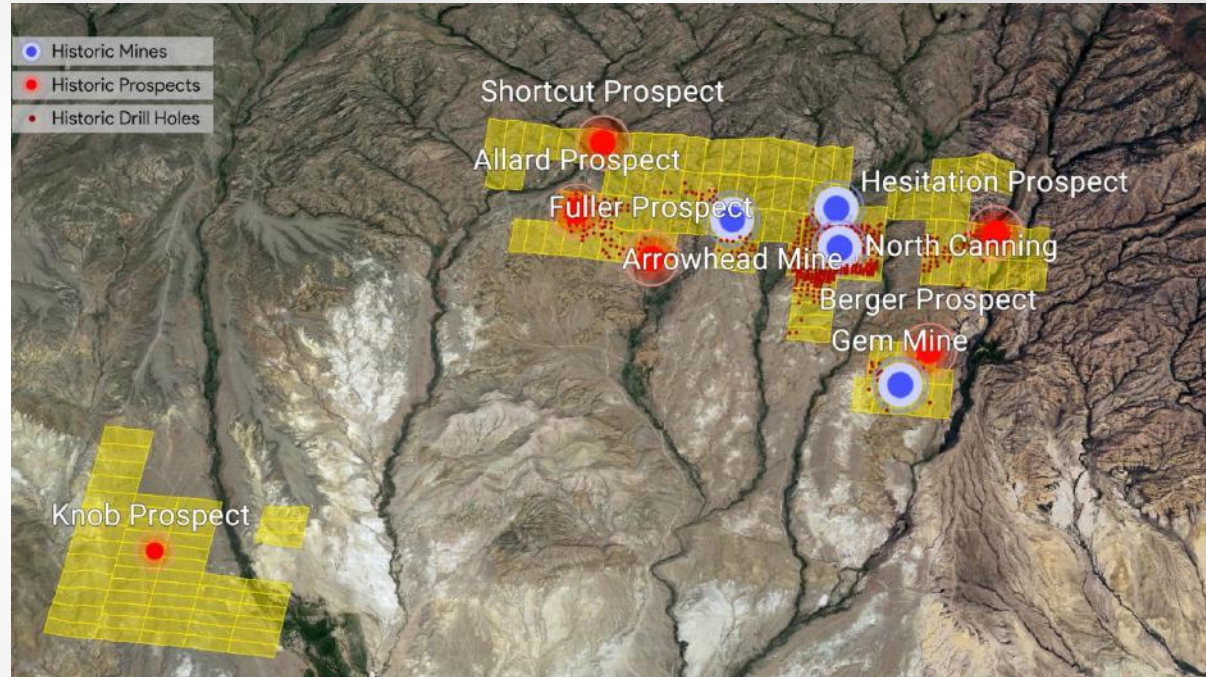 Historic Mines
Historic Prospects
Historic Drill Holes
Shortcut Prospect
Allard Prospect
Hesitation Prospect
Fuller Prospect
North Canning
Arrowhead Mine
Berger Prospect
Gem Mine
Knob Prospect